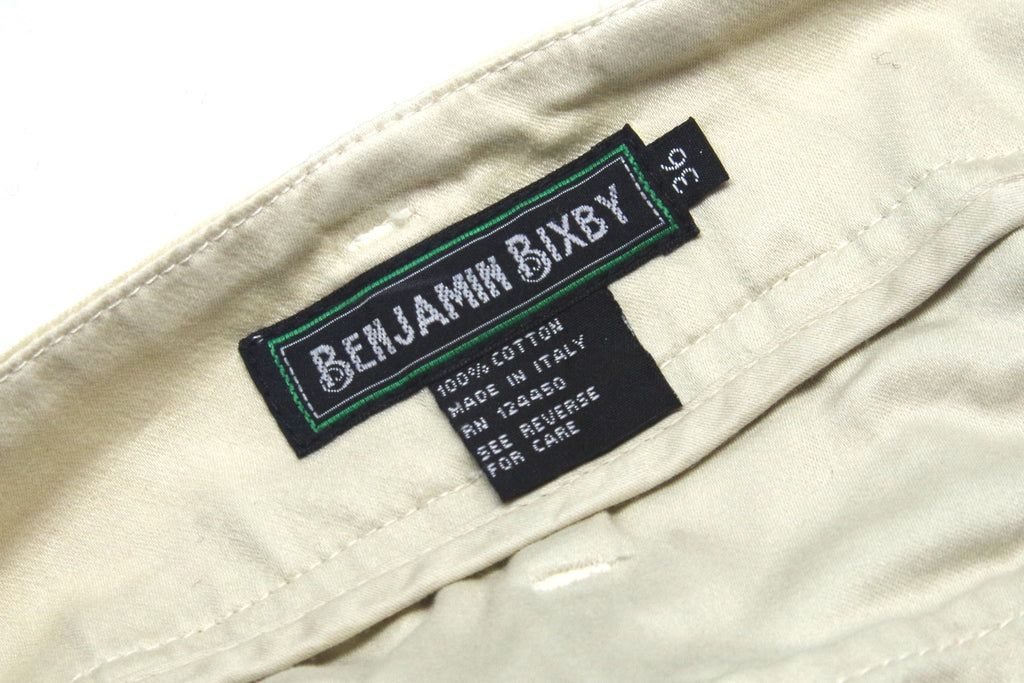 BENJAMIN BIXBY
36
100% COTTON
MADE IN ITALY
RN 124450
SEE REVERSE
FOR CARE